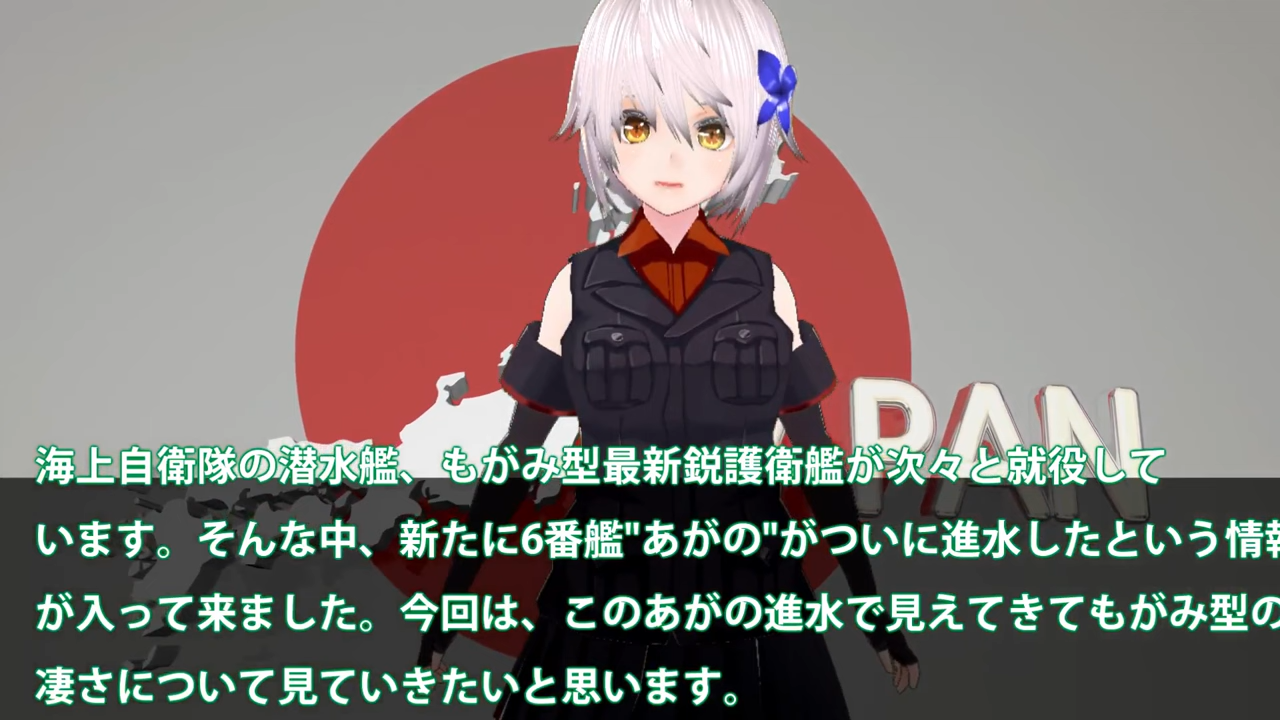 PAN
海上自衛隊の潜水艦、もがみ型最新鋭護衛艦が次々と就役して
います。そんな中、新たに6番艦"あがの"がついに進水したという情報
が入って来ました。今回は、このあがの進水で見えてきてもがみ型の
凄さについて見ていきたいと思います。